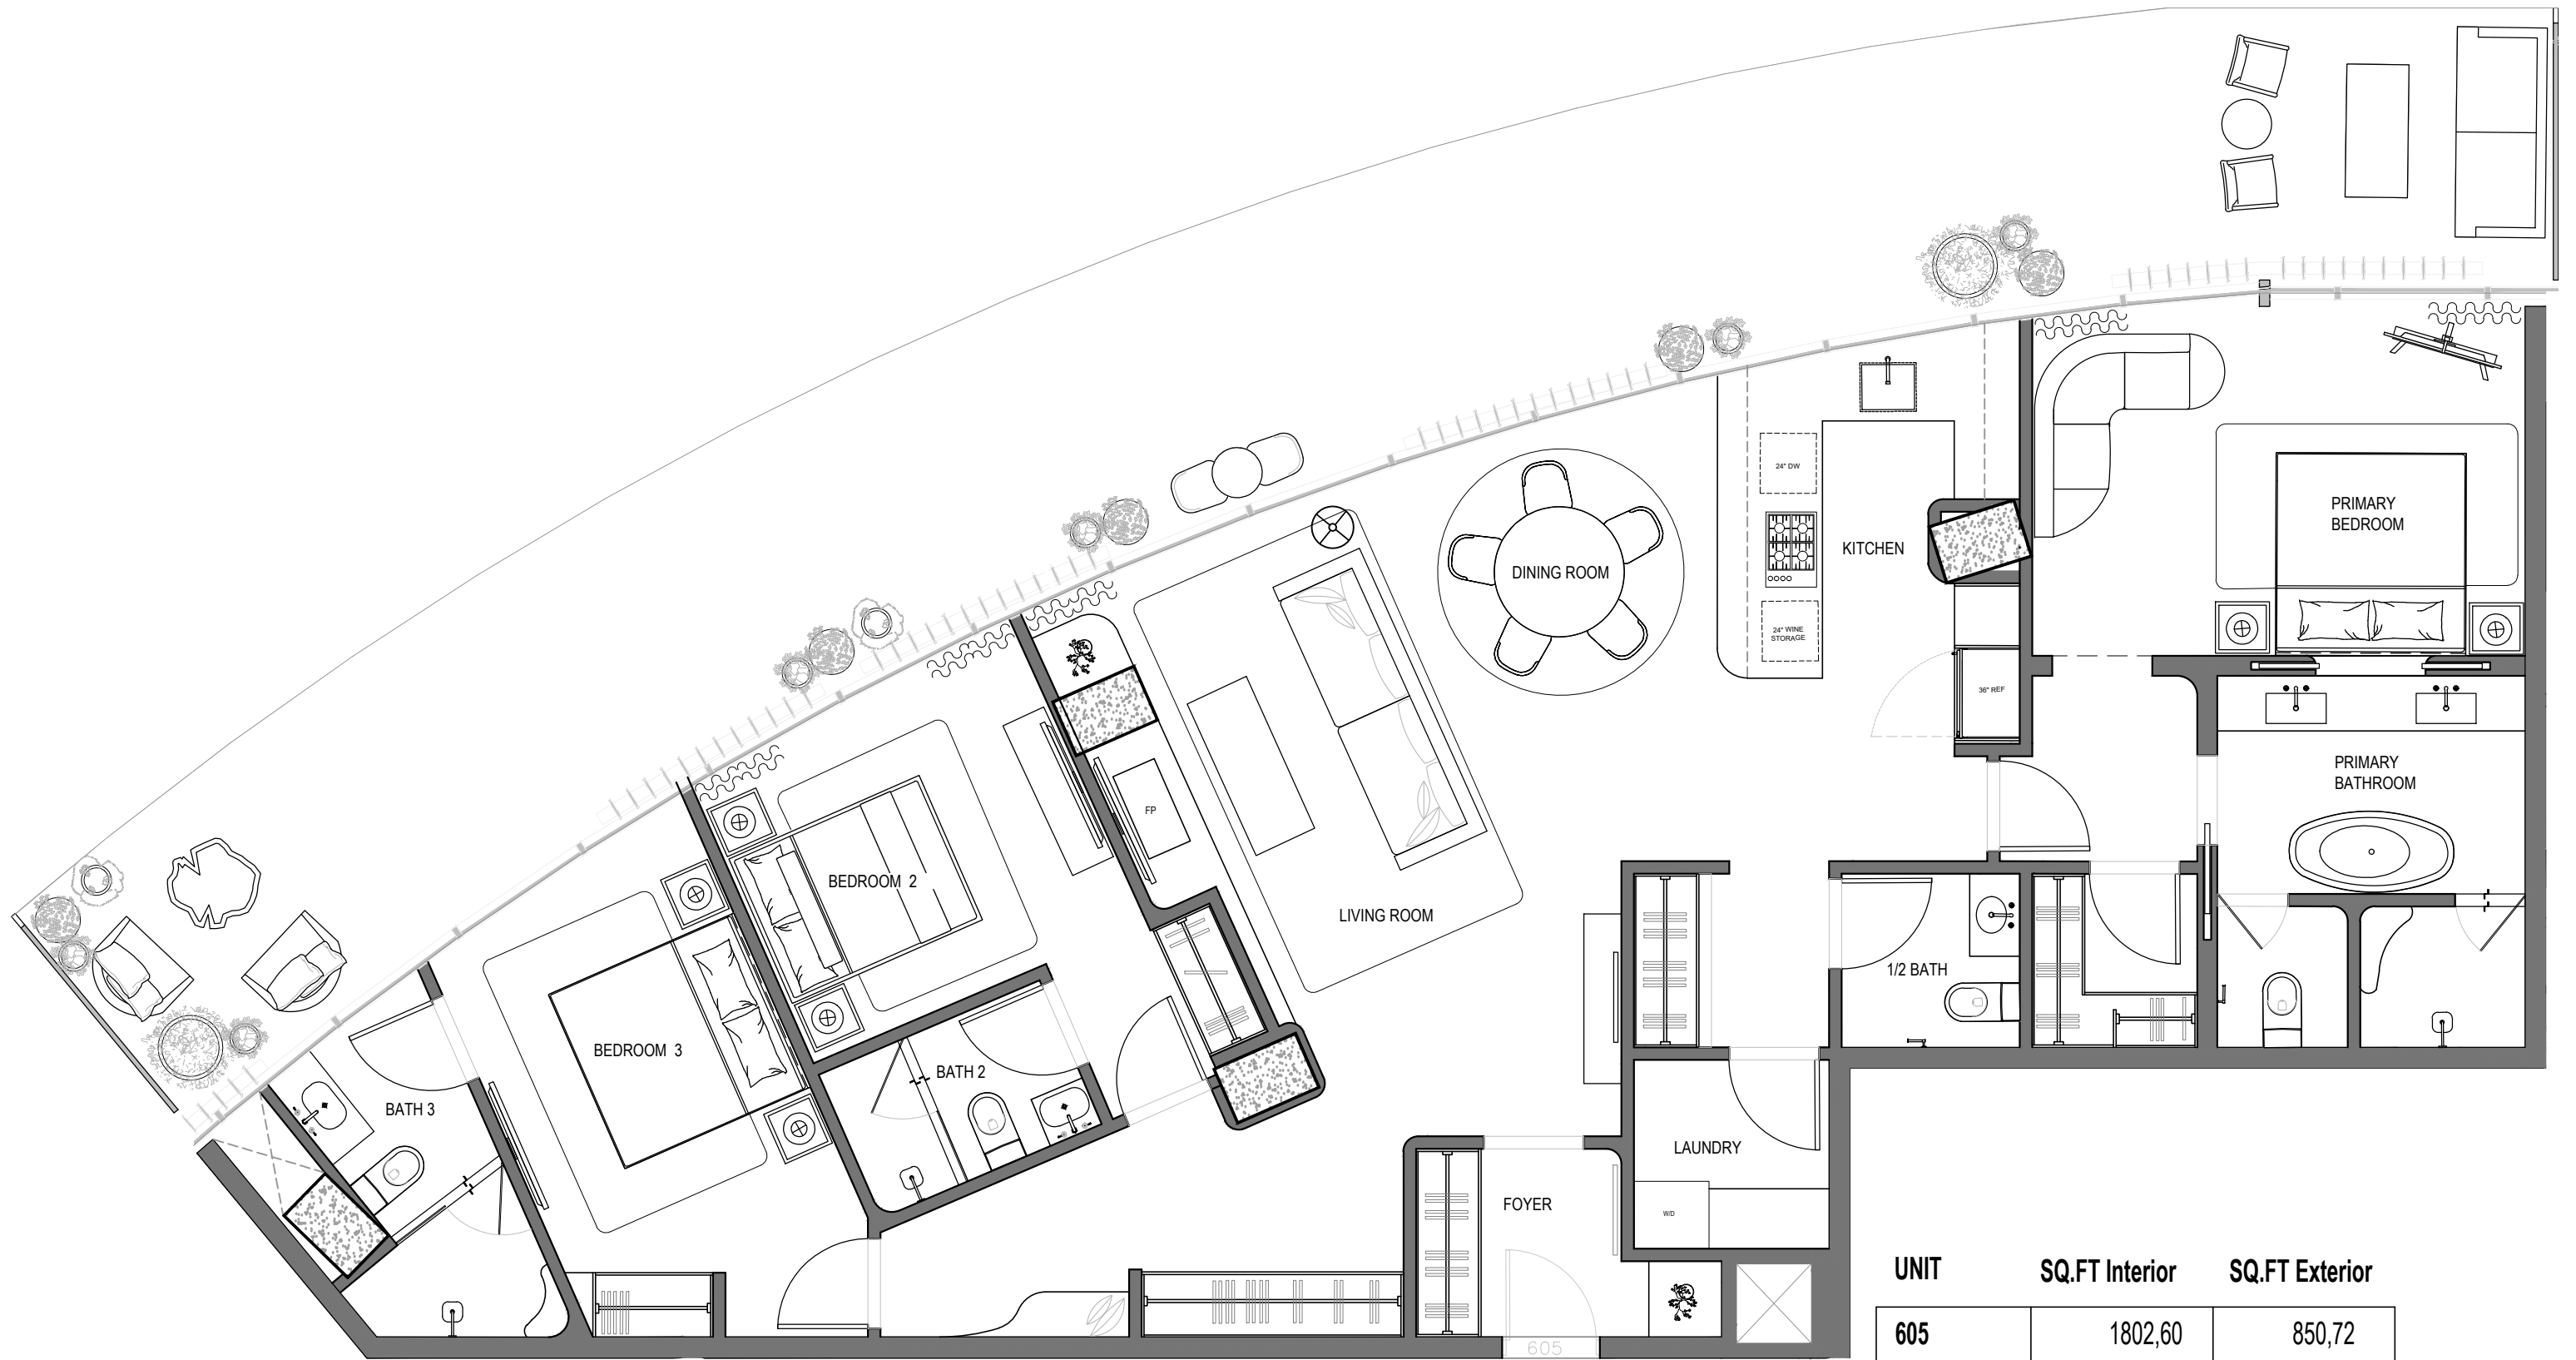 24" DW
PRIMARY
BEDROOM
KITCHEN
DINING ROOM
24" WINE
STORAGE
36" REF
PRIMARY
BATHROOM
FP
BEDROOM 2
LIVING ROOM
1/2 BATH
BEDROOM 3
BATH 2
BATH 3
LAUNDRY
FOYER
W/D
UNIT SQ.FT Interior SQ.FT Exterior
605 1802,60 850,72
605